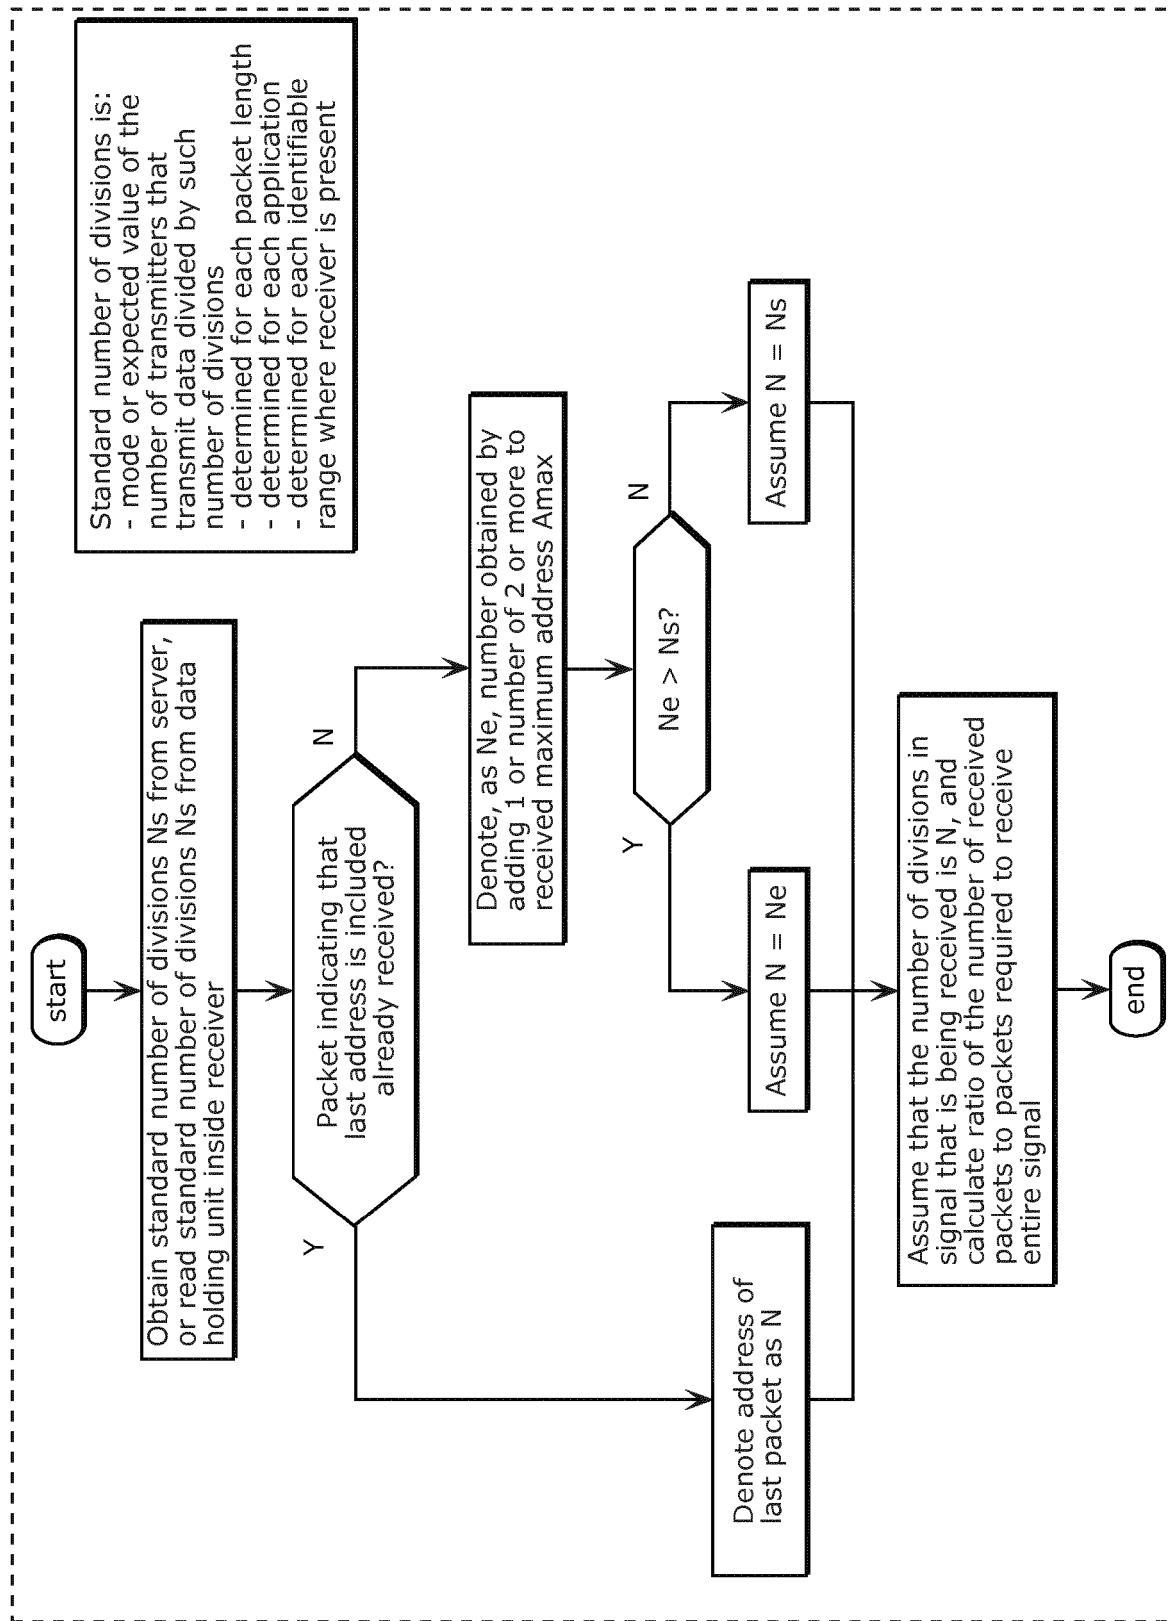 start
Obtain standard number of divisions Ns from server,
or read standard number of divisions Ns from data
holding unit inside receiver
Standard number of divisions is:
- mode or expected value of the
number of transmitters that
transmit data divided by such
number of divisions
- determined for each packet length
- determined for each application
- determined for each identifiable
range where receiver is present
Packet indicating that
last address is included
already received?
Y
N
Denote, as Ne, number obtained by
adding 1 or number of 2 or more to
received maximum address Amax
Ne > Ns?
Y
N
Denote address of
last packet as N
Assume N = Ne
Assume N = Ns
Assume that the number of divisions in
signal that is being received is N, and
calculate ratio of the number of received
packets to packets required to receive
entire signal
end